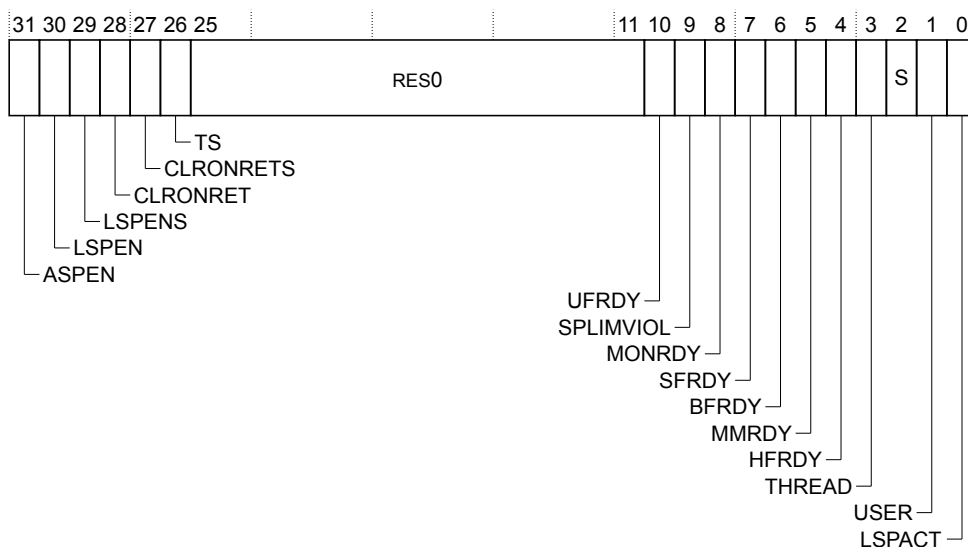 31 30 29 28 27 26 25 11 10 9 8 7 6 5 4 3 2 1 0
RES0 S
TS
CLRONRETS
CLRONRET
LSPENS
LSPEN
ASPEN
UFRDY
SPLIMVIOL
MONRDY
SFRDY
BFRDY
MMRDY
HFRDY
THREAD
USER
LSPACT